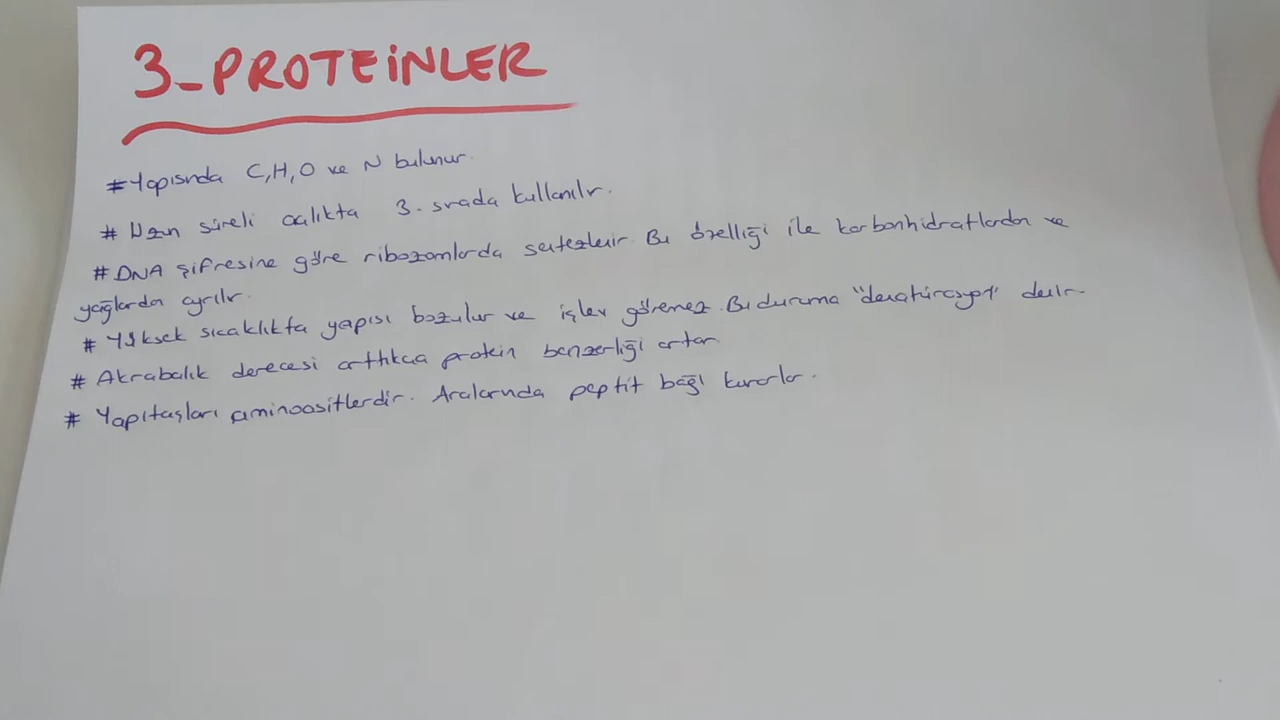 3_PROTEİNLER
# Yapısında C,H,O ve N bulunur.
# Uzun süreli açlıkta 3. sırada kullanılır.
# DNA şifresine göre ribozomlarda sentezlenir. Bu özelliği ile karbonhidratlardan ve
yağlardan ayrılır.
# Yüksek sıcaklıkta yapısı bozulur ve işlev göremez. Bu duruma "denatürasyon" denir.
# Akrabalık derecesi arttıkça protein benzerliği artar.
# Yapıtaşları aminoasitlerdir. Aralarında peptit bağı kurarlar.